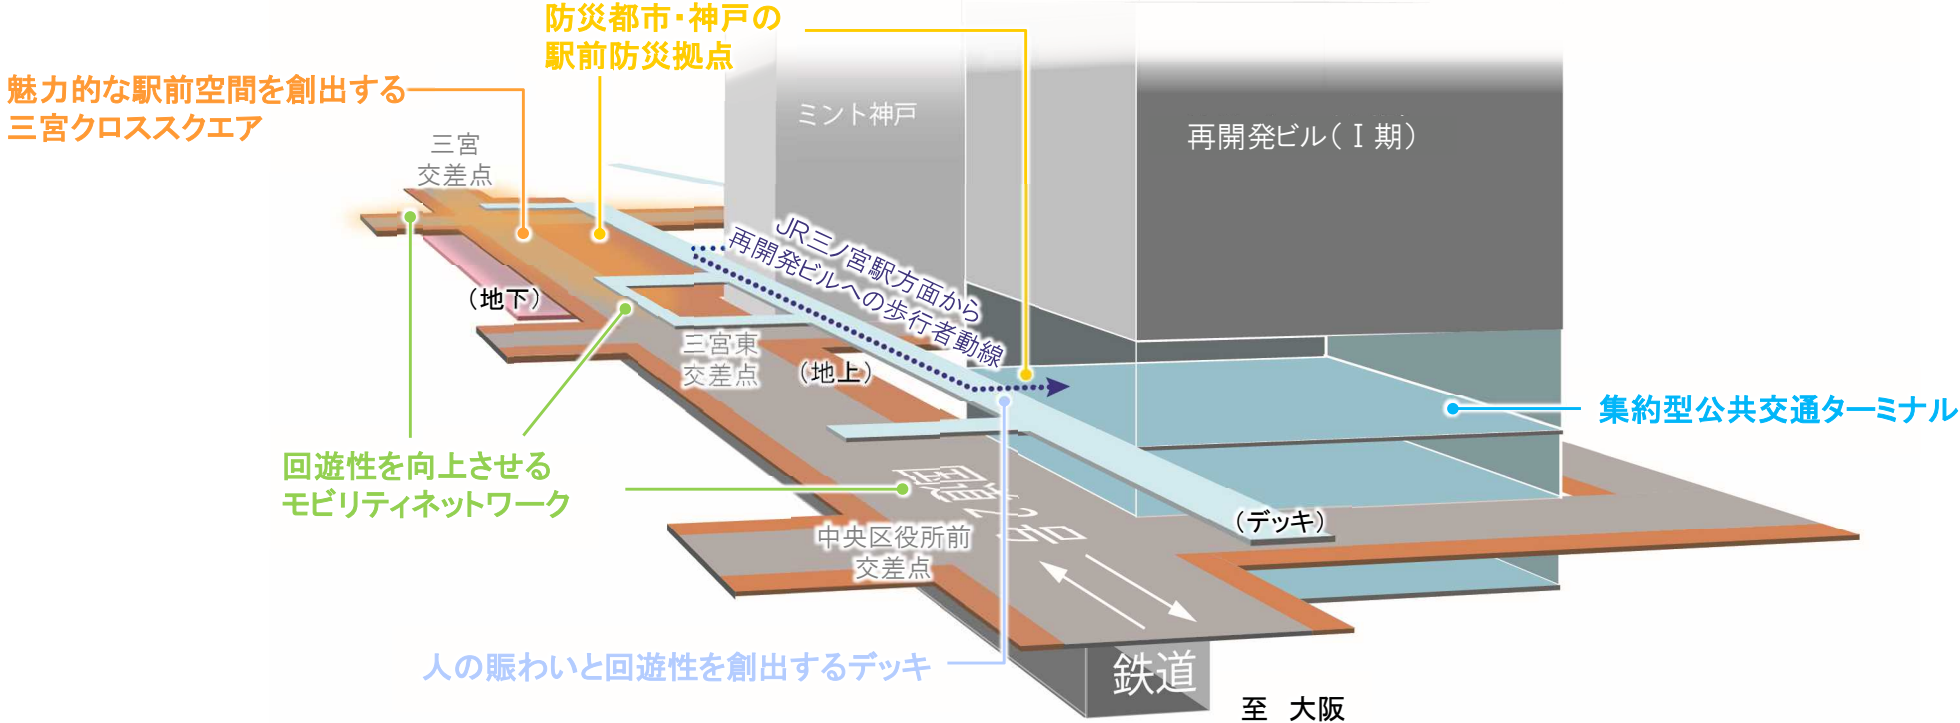 防災都市・神戸の
駅前防災拠点
魅力的な駅前空間を創出する
三宮クロススクエア
三宮
交差点
ミント神戸
再開発ビル(Ⅰ期)
JR三ノ宮駅方面から
再開発ビルへの歩行者動線
(地下)
三宮東
交差点
(地上)
集約型公共交通ターミナル
回遊性を向上させる
モビリティネットワーク
国道2号
(デッキ)
中央区役所前
交差点
人の賑わいと回遊性を創出するデッキ
鉄道
至 大阪